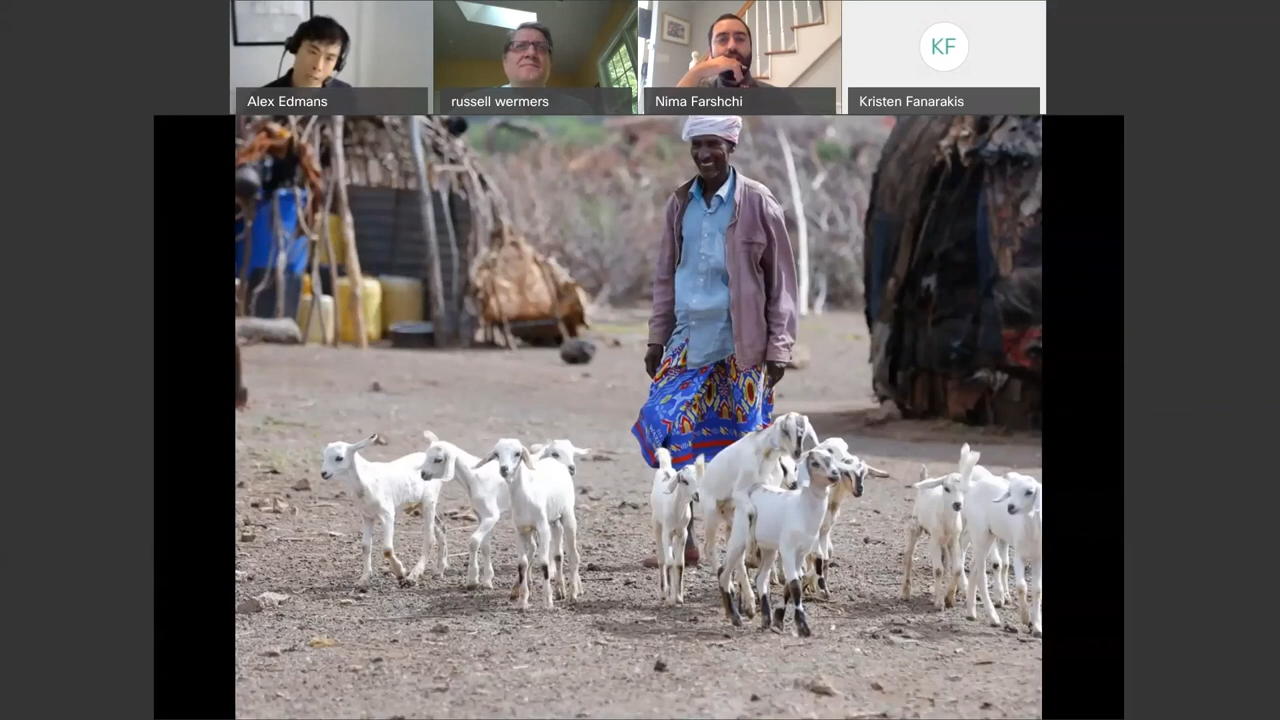 KF
Alex Edmans
russell wermers
Nima Farshchi
Kristen Fanarakis